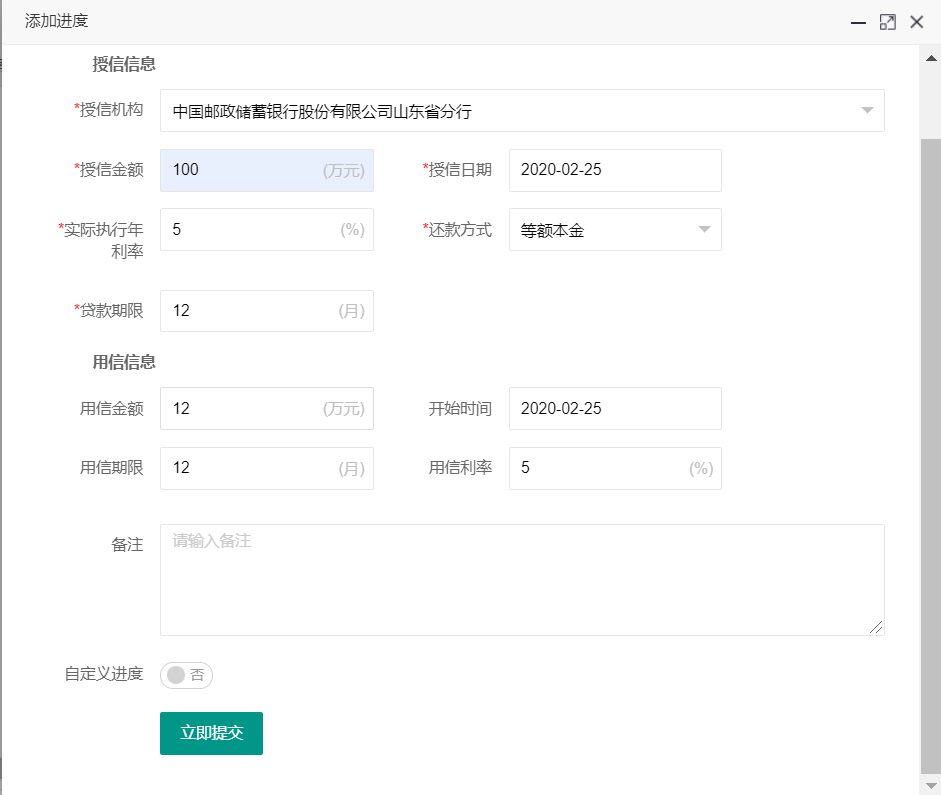 添加进度
授信信息
*授信机构 中国邮政储蓄银行股份有限公司山东省分行
*授信金额 100 (万元) *授信日期 2020-02-25
*实际执行年利率 5 (%) *还款方式 等额本金
*贷款期限 12 (月)
用信信息
用信金额 12 (万元) 开始时间 2020-02-25
用信期限 12 (月) 用信利率 5 (%)
备注 请输入备注
自定义进度 否
立即提交